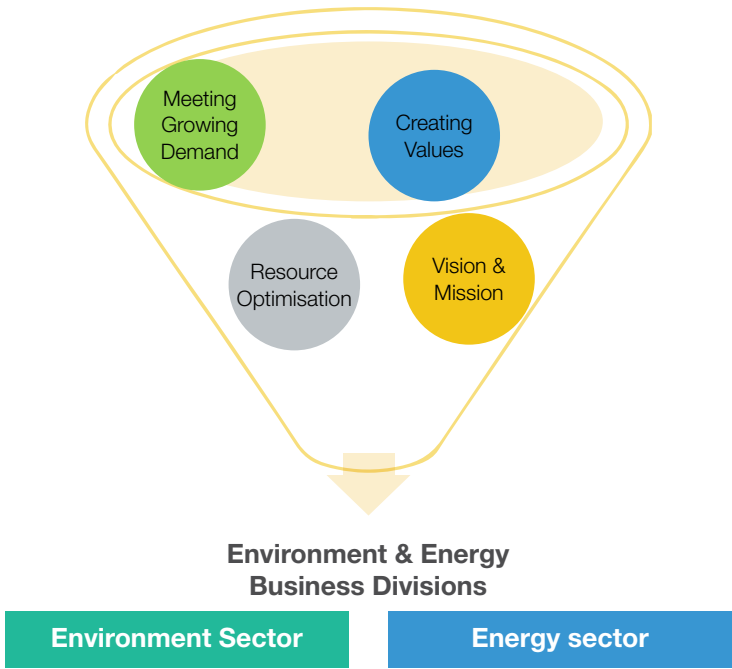 Meeting
Growing
Demand
Creating
Values
Resource
Optimisation
Vision &
Mission
Environment & Energy
Business Divisions
Environment Sector
Energy sector